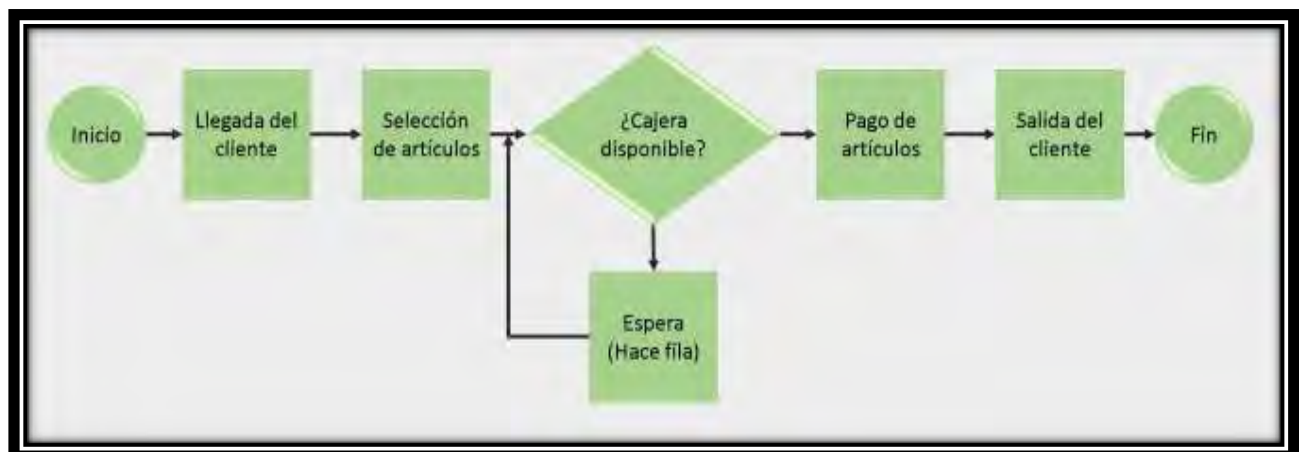 Inicio
Llegada del
cliente
Selección
de artículos
¿Cajera
disponible?
Pago de
artículos
Salida del
cliente
Fin
Espera
(Hace fila)